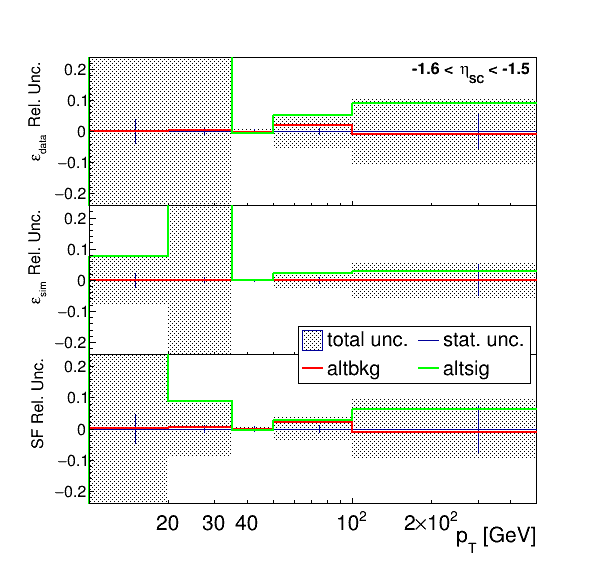 -1.6 < η_SC < -1.5
ε_data Rel. Unc.
0.2
0.1
0
−0.1
−0.2
ε_sim Rel. Unc.
0.2
0.1
0
−0.1
−0.2
total unc. stat. unc.
altbkg altsig
SF Rel. Unc.
0.2
0.1
0
−0.1
−0.2
20 30 40 10² 2×10²
p_T [GeV]